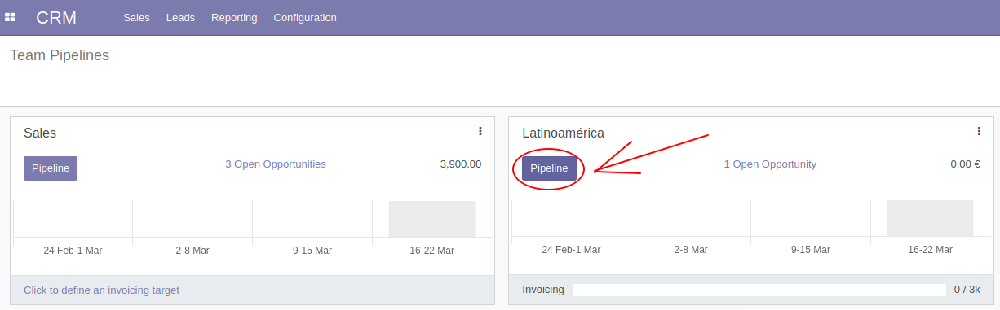 CRM Sales Leads Reporting Configuration
Team Pipelines
Sales
Pipeline 3 Open Opportunities 3,900.00
24 Feb-1 Mar 2-8 Mar 9-15 Mar 16-22 Mar
Click to define an invoicing target
Latinoamérica
Pipeline 1 Open Opportunity 0.00 €
24 Feb-1 Mar 2-8 Mar 9-15 Mar 16-22 Mar
Invoicing 0 / 3k